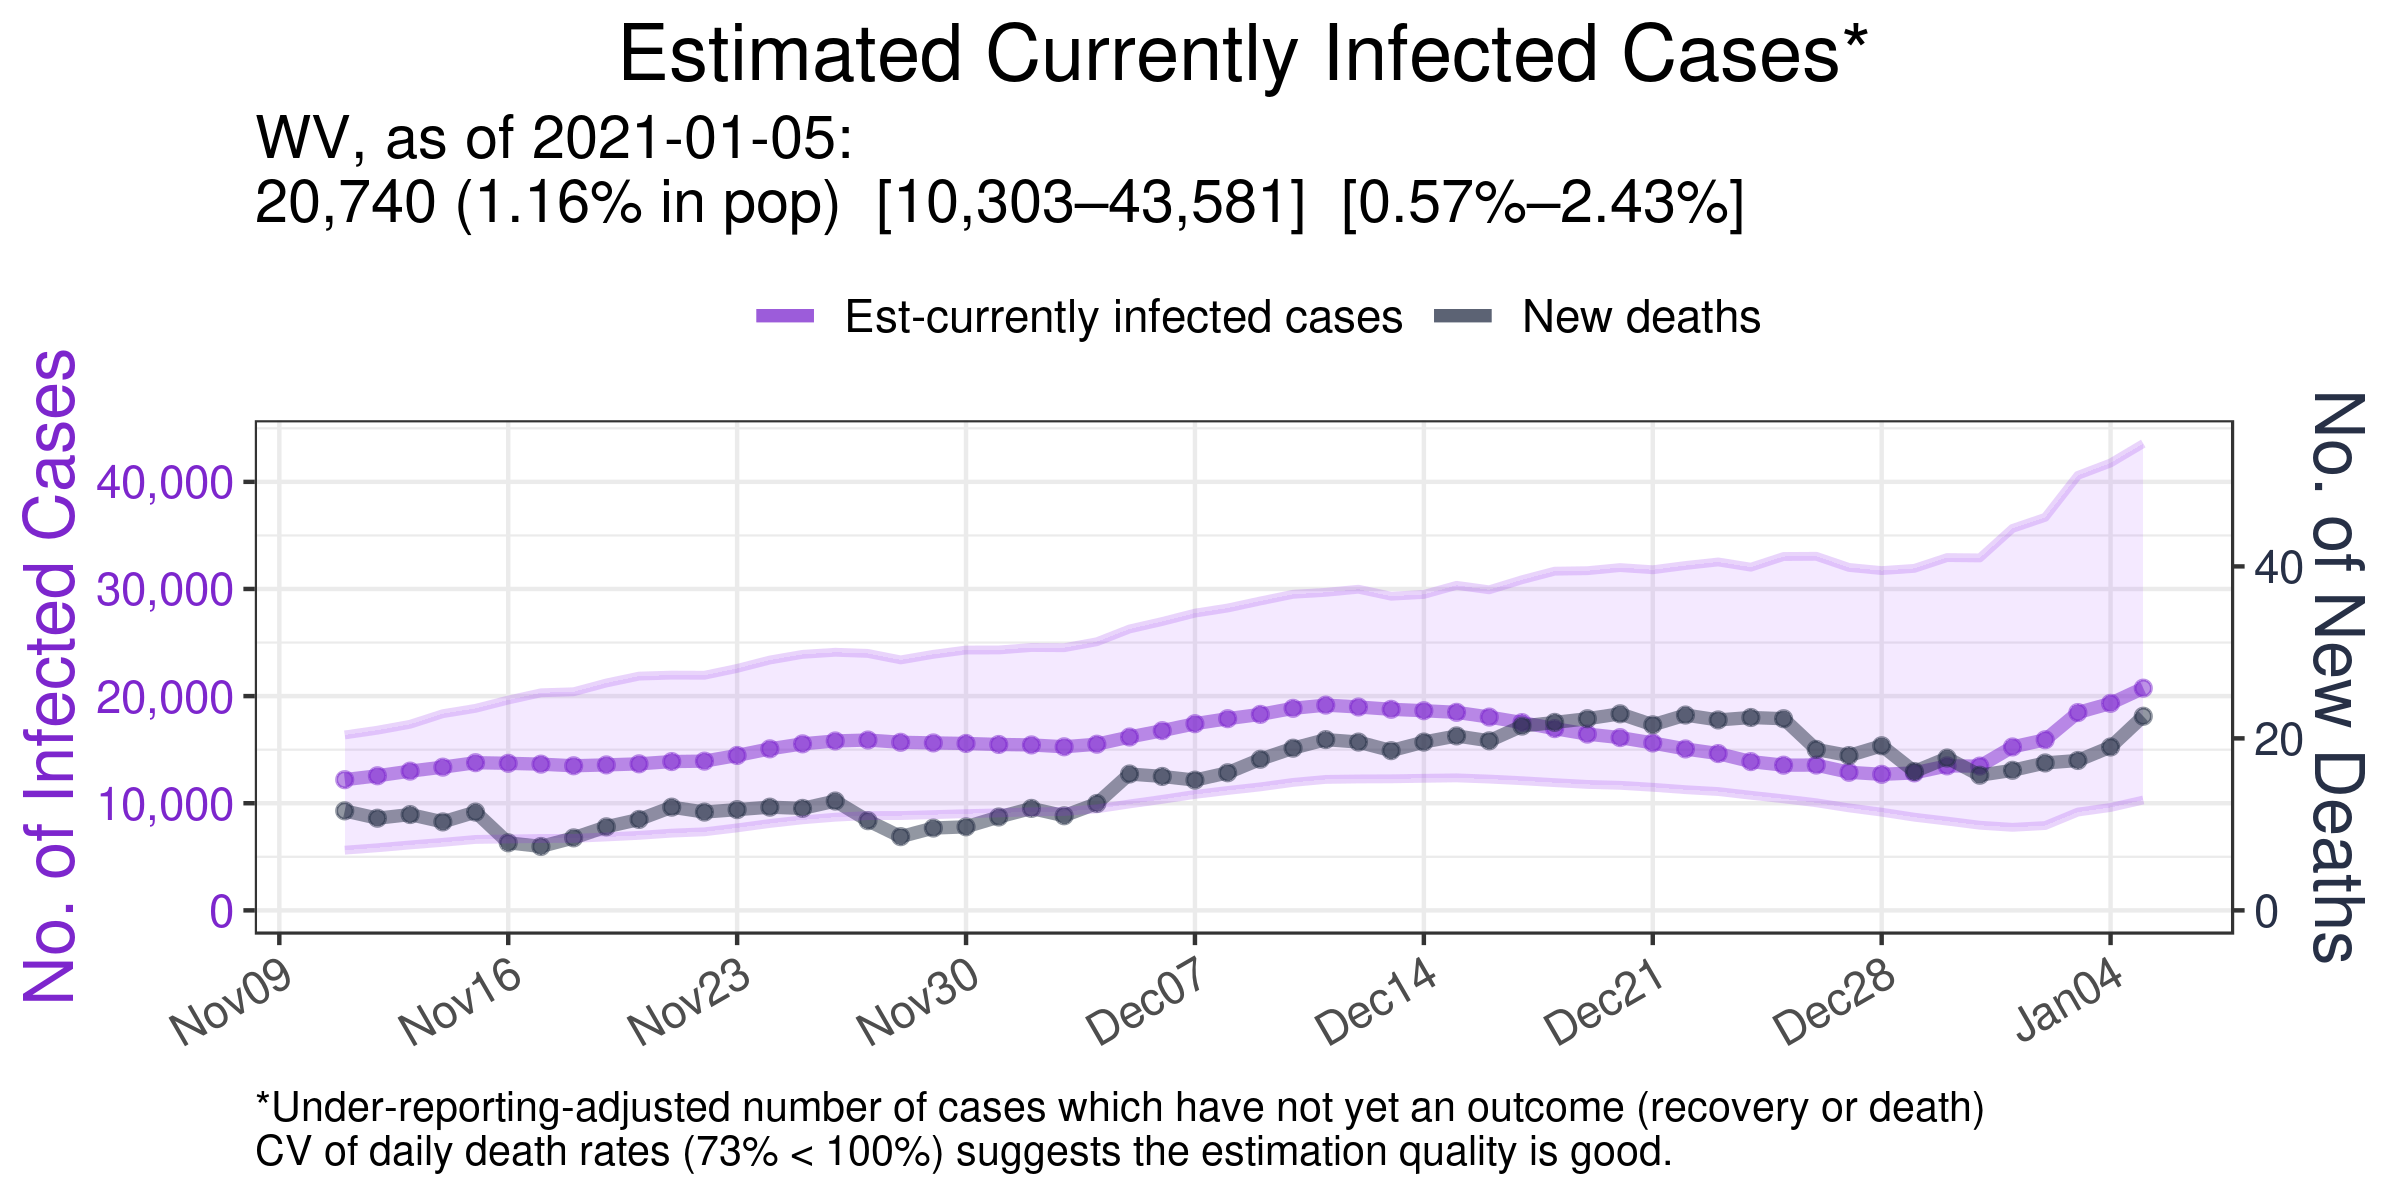 Estimated Currently Infected Cases*
WV, as of 2021-01-05:
20,740 (1.16% in pop)  [10,303–43,581]  [0.57%–2.43%]
Est-currently infected cases
New deaths
No. of Infected Cases
40,000
30,000
20,000
10,000
0
No. of New Deaths
40
20
0
Nov09
Nov16
Nov23
Nov30
Dec07
Dec14
Dec21
Dec28
Jan04
*Under-reporting-adjusted number of cases which have not yet an outcome (recovery or death)
CV of daily death rates (73% < 100%) suggests the estimation quality is good.